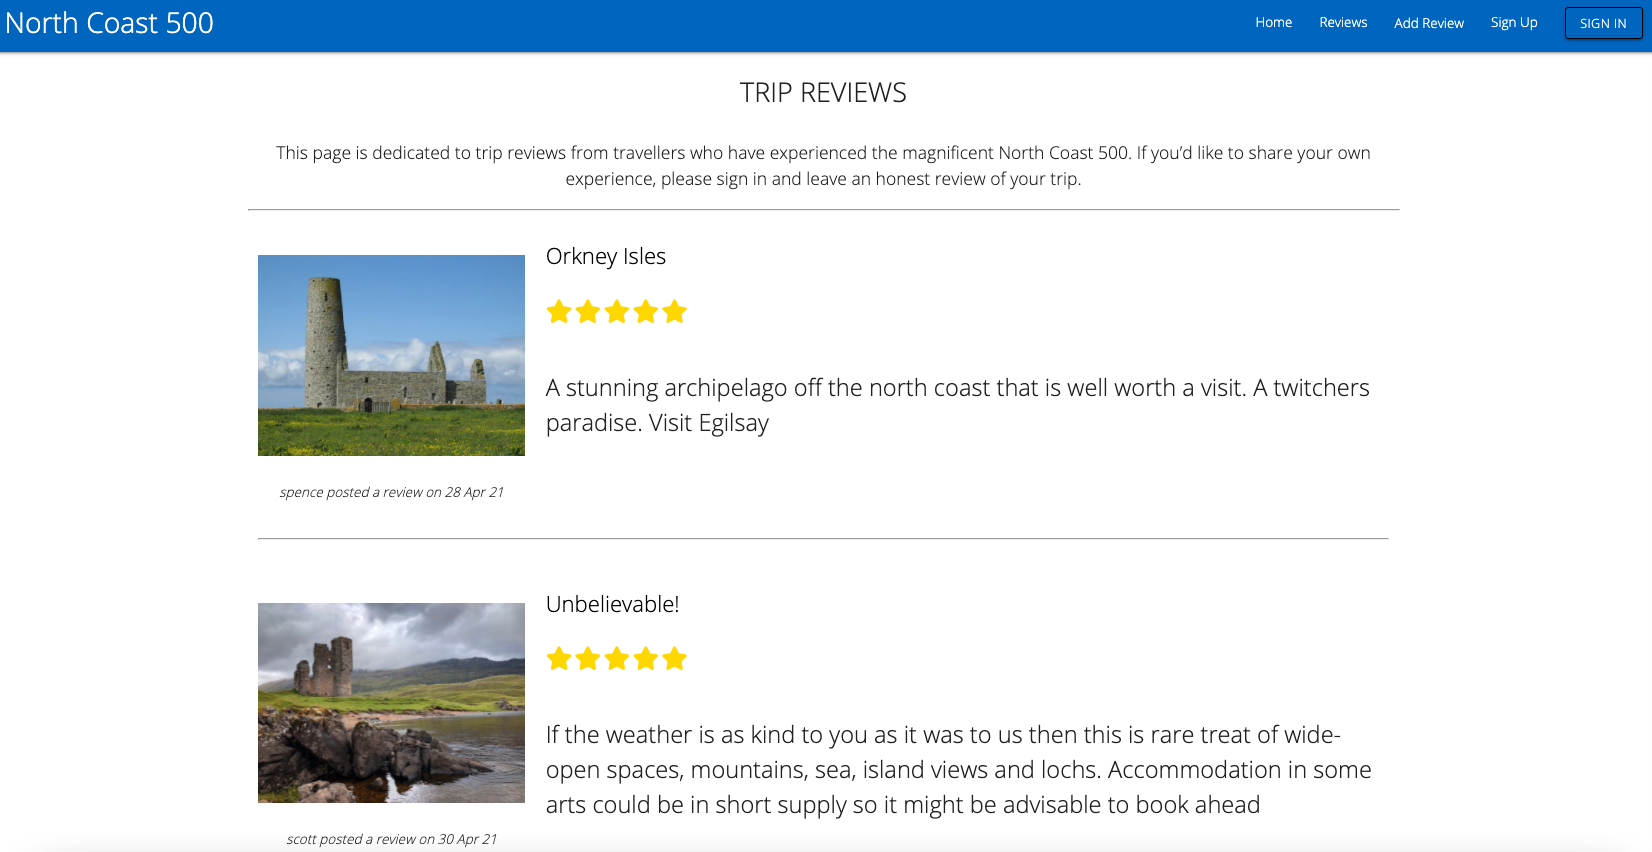 North Coast 500
Home
Reviews
Add Review
Sign Up
SIGN IN
TRIP REVIEWS
This page is dedicated to trip reviews from travellers who have experienced the magnificent North Coast 500. If you’d like to share your own
experience, please sign in and leave an honest review of your trip.
Orkney Isles
A stunning archipelago off the north coast that is well worth a visit. A twitchers
paradise. Visit Egilsay
spence posted a review on 28 Apr 21
Unbelievable!
If the weather is as kind to you as it was to us then this is rare treat of wide-
open spaces, mountains, sea, island views and lochs. Accommodation in some
arts could be in short supply so it might be advisable to book ahead
scott posted a review on 30 Apr 21